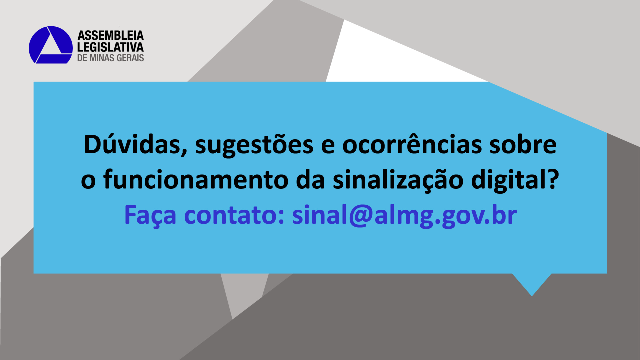 ASSEMBLEIA
LEGISLATIVA
DE MINAS GERAIS
Dúvidas, sugestões e ocorrências sobre
o funcionamento da sinalização digital?
Faça contato: sinal@almg.gov.br